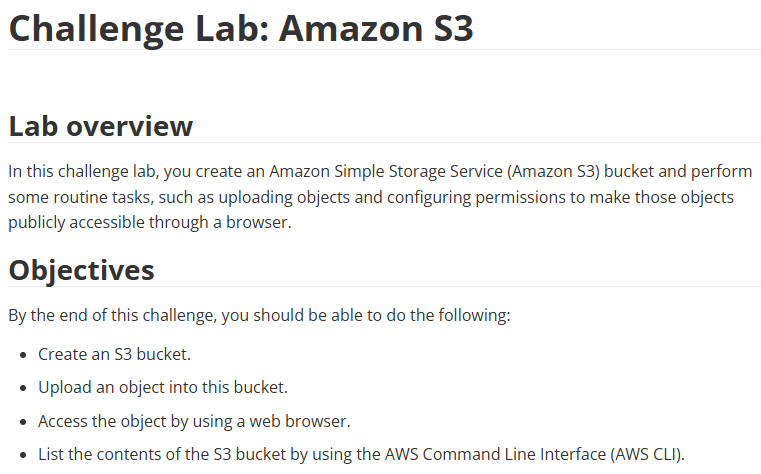 Challenge Lab: Amazon S3
Lab overview
In this challenge lab, you create an Amazon Simple Storage Service (Amazon S3) bucket and perform
some routine tasks, such as uploading objects and configuring permissions to make those objects
publicly accessible through a browser.
Objectives
By the end of this challenge, you should be able to do the following:
• Create an S3 bucket.
• Upload an object into this bucket.
• Access the object by using a web browser.
• List the contents of the S3 bucket by using the AWS Command Line Interface (AWS CLI).